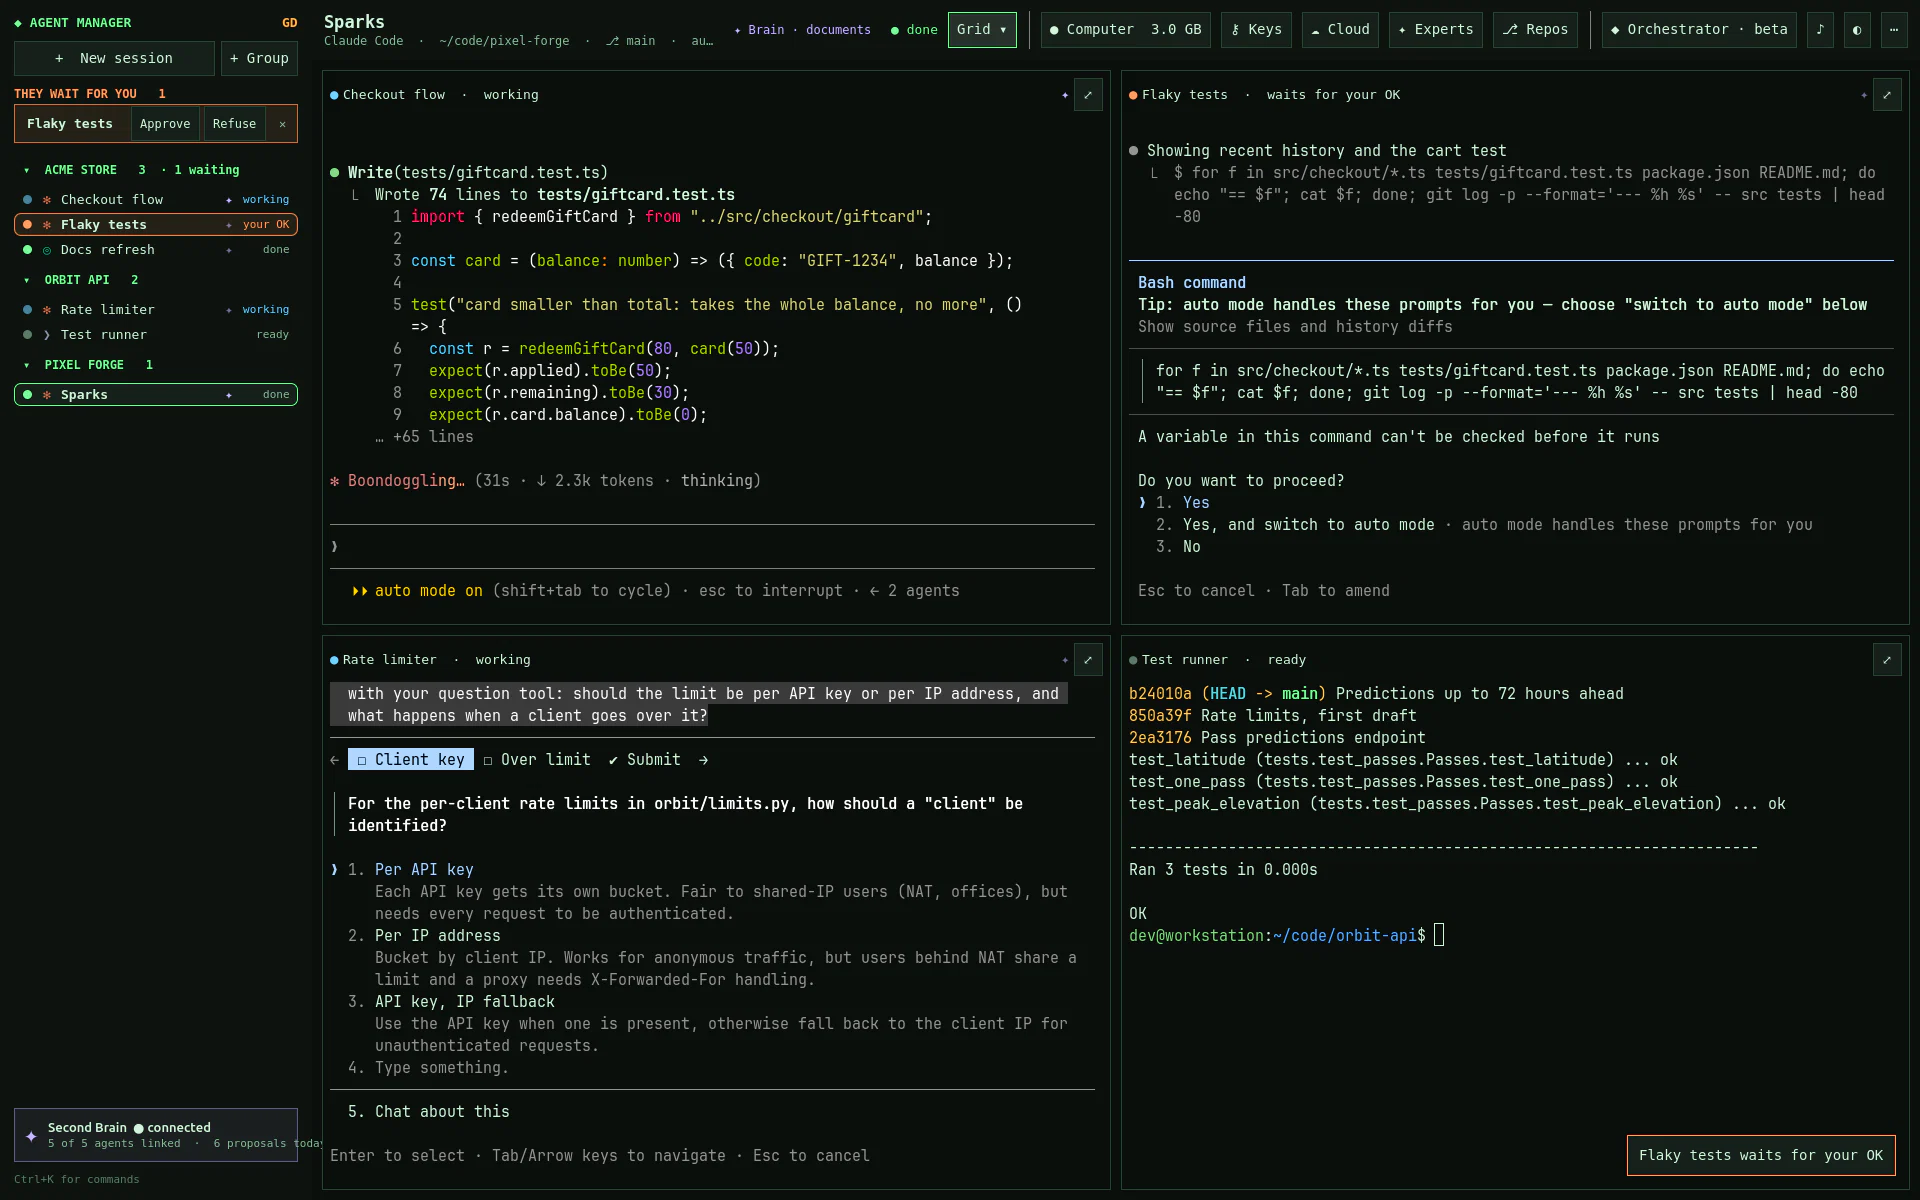 ◆ AGENT MANAGER
GD
+ New session
+ Group
THEY WAIT FOR YOU 1
Flaky tests
Approve
Refuse
×
▾ ACME STORE 3 · 1 waiting
✻ Checkout flow ✦ working
✻ Flaky tests ✦ your OK
◎ Docs refresh ✦ done
▾ ORBIT API 2
✻ Rate limiter ✦ working
❯ Test runner ready
▾ PIXEL FORGE 1
✻ Sparks ✦ done
✦ Second Brain ● connected
5 of 5 agents linked · 6 proposals today
Ctrl+K for commands
Sparks
Claude Code · ~/code/pixel-forge · ⎇ main · au…
✦ Brain · documents
● done
Grid ▾
● Computer 3.0 GB
⚷ Keys
☁ Cloud
✦ Experts
⎇ Repos
◆ Orchestrator · beta
♪
◐
⋯
● Checkout flow · working
✦ ⤢
● Write(tests/giftcard.test.ts)
└ Wrote 74 lines to tests/giftcard.test.ts
1 import { redeemGiftCard } from "../src/checkout/giftcard";
2
3 const card = (balance: number) => ({ code: "GIFT-1234", balance });
4
5 test("card smaller than total: takes the whole balance, no more", ()
=> {
6 const r = redeemGiftCard(80, card(50));
7 expect(r.applied).toBe(50);
8 expect(r.remaining).toBe(30);
9 expect(r.card.balance).toBe(0);
… +65 lines
✻ Boondoggling… (31s · ↓ 2.3k tokens · thinking)
❯
⏵⏵ auto mode on (shift+tab to cycle) · esc to interrupt · ← 2 agents
● Flaky tests · waits for your OK
✦ ⤢
● Showing recent history and the cart test
└ $ for f in src/checkout/*.ts tests/giftcard.test.ts package.json README.md; do
echo "== $f"; cat $f; done; git log -p --format='--- %h %s' -- src tests | head
-80
Bash command
Tip: auto mode handles these prompts for you — choose "switch to auto mode" below
Show source files and history diffs
for f in src/checkout/*.ts tests/giftcard.test.ts package.json README.md; do echo
"== $f"; cat $f; done; git log -p --format='--- %h %s' -- src tests | head -80
A variable in this command can't be checked before it runs
Do you want to proceed?
❯ 1. Yes
2. Yes, and switch to auto mode · auto mode handles these prompts for you
3. No
Esc to cancel · Tab to amend
● Rate limiter · working
✦ ⤢
with your question tool: should the limit be per API key or per IP address, and
what happens when a client goes over it?
← ☐ Client key ☐ Over limit ✔ Submit →
For the per-client rate limits in orbit/limits.py, how should a "client" be
identified?
❯ 1. Per API key
Each API key gets its own bucket. Fair to shared-IP users (NAT, offices), but
needs every request to be authenticated.
2. Per IP address
Bucket by client IP. Works for anonymous traffic, but users behind NAT share a
limit and a proxy needs X-Forwarded-For handling.
3. API key, IP fallback
Use the API key when one is present, otherwise fall back to the client IP for
unauthenticated requests.
4. Type something.
5. Chat about this
Enter to select · Tab/Arrow keys to navigate · Esc to cancel
● Test runner · ready
⤢
b24010a (HEAD -> main) Predictions up to 72 hours ahead
850a39f Rate limits, first draft
2ea3176 Pass predictions endpoint
test_latitude (tests.test_passes.Passes.test_latitude) ... ok
test_one_pass (tests.test_passes.Passes.test_one_pass) ... ok
test_peak_elevation (tests.test_passes.Passes.test_peak_elevation) ... ok
----------------------------------------------------------------------
Ran 3 tests in 0.000s
OK
dev@workstation:~/code/orbit-api$
Flaky tests waits for your OK